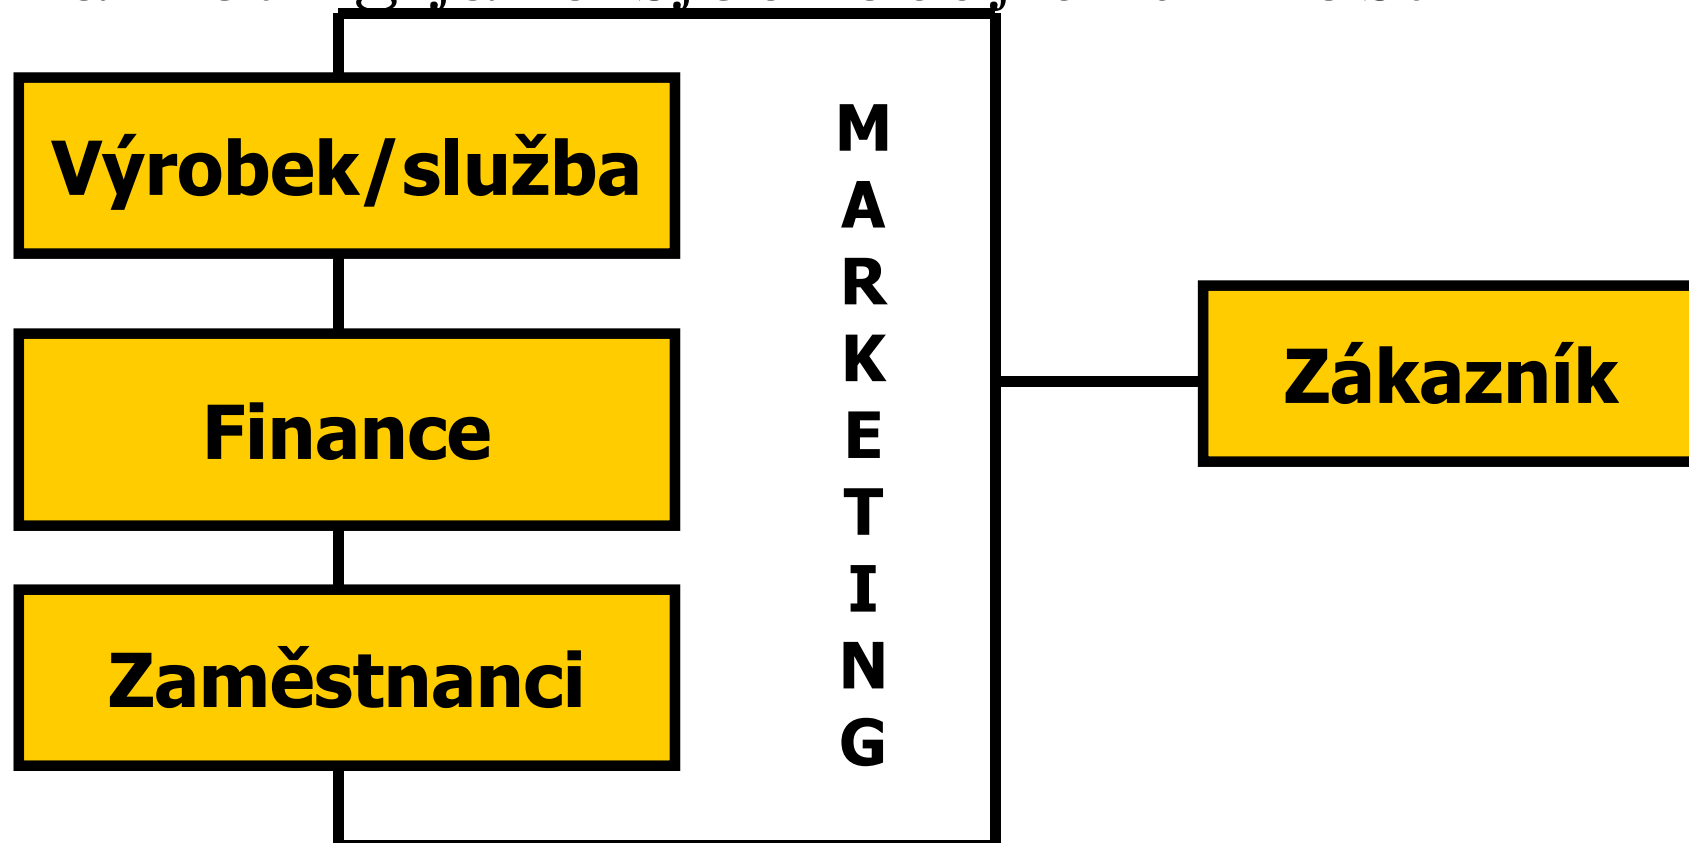 Výrobek/služba
Finance
Zaměstnanci
M
A
R
K
E
T
I
N
G
Zákazník